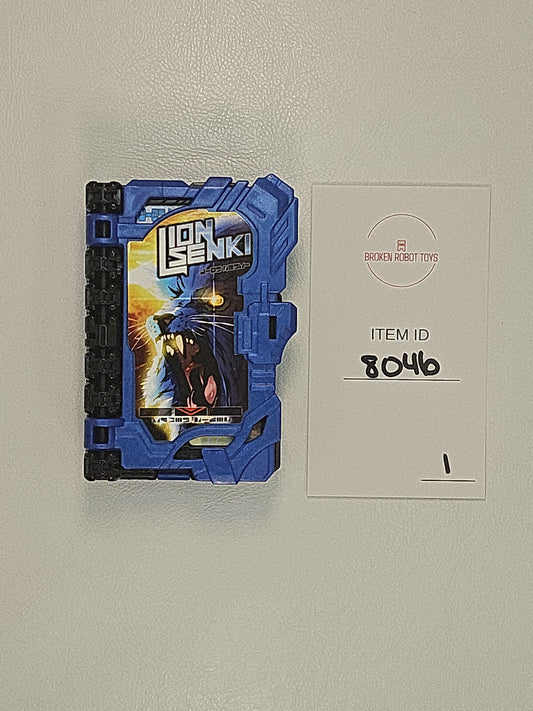 LION
SENKI
BROKEN ROBOT TOYS
ITEM ID
8046
1